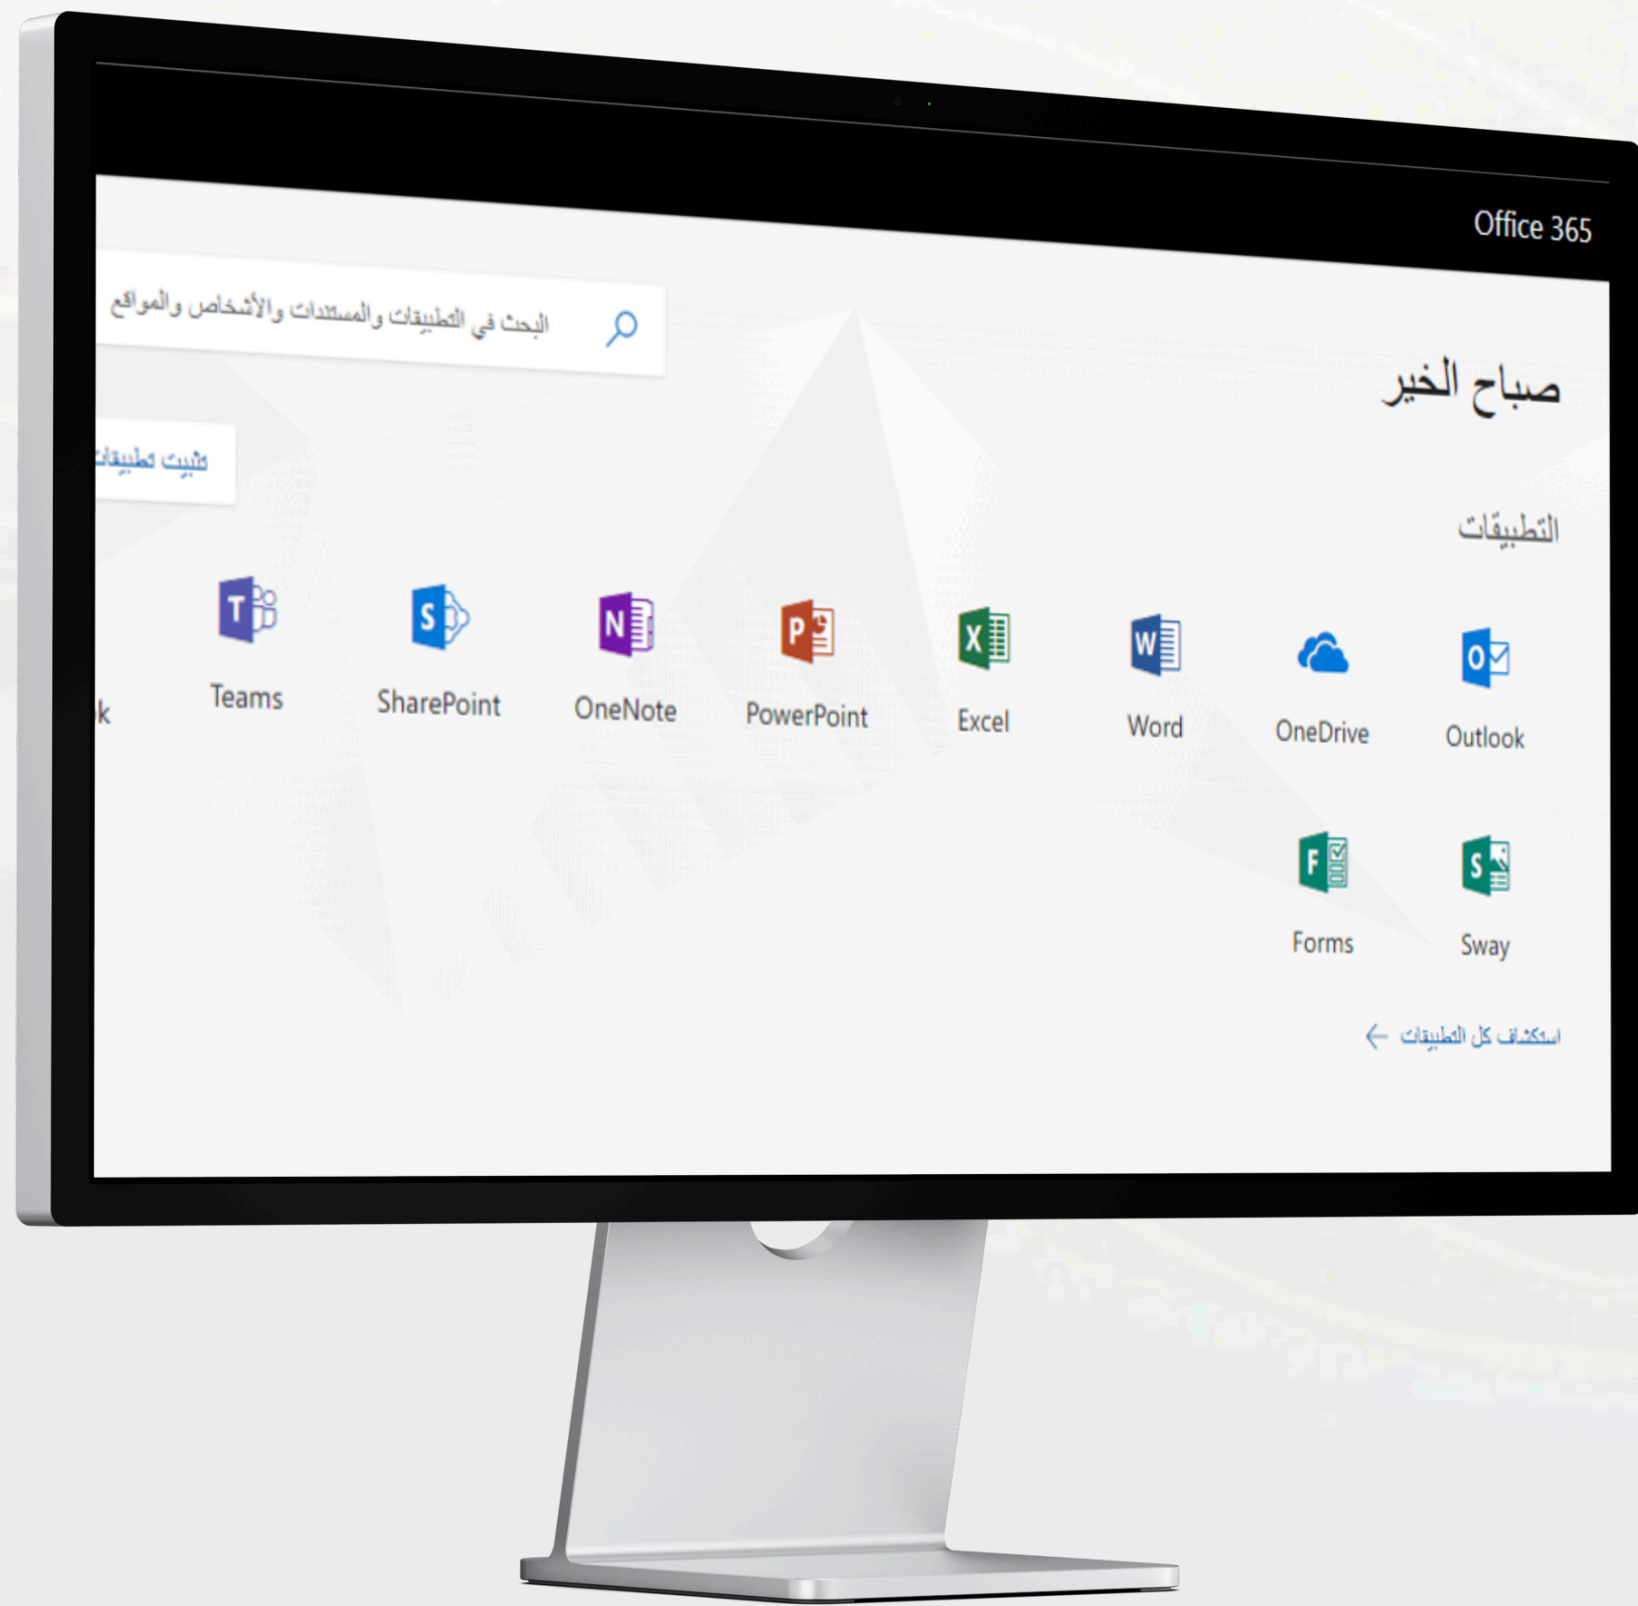 Office 365
صباح الخير
البحث في التطبيقات والمستندات والأشخاص والمواقع
التطبيقات
تثبيت تطبيقات
Outlook
OneDrive
Word
Excel
PowerPoint
OneNote
SharePoint
Teams
Sway
Forms
استكشاف كل التطبيقات